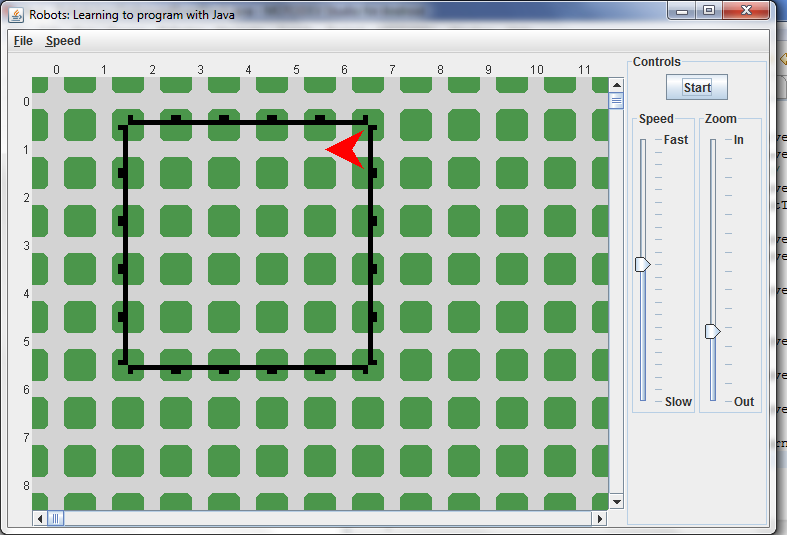 Robots: Learning to program with Java
File Speed
0 1 2 3 4 5 6 7 8 9 10 11
0
1
2
3
4
5
6
7
8
Controls
Start
Speed Zoom
Fast In
Slow Out